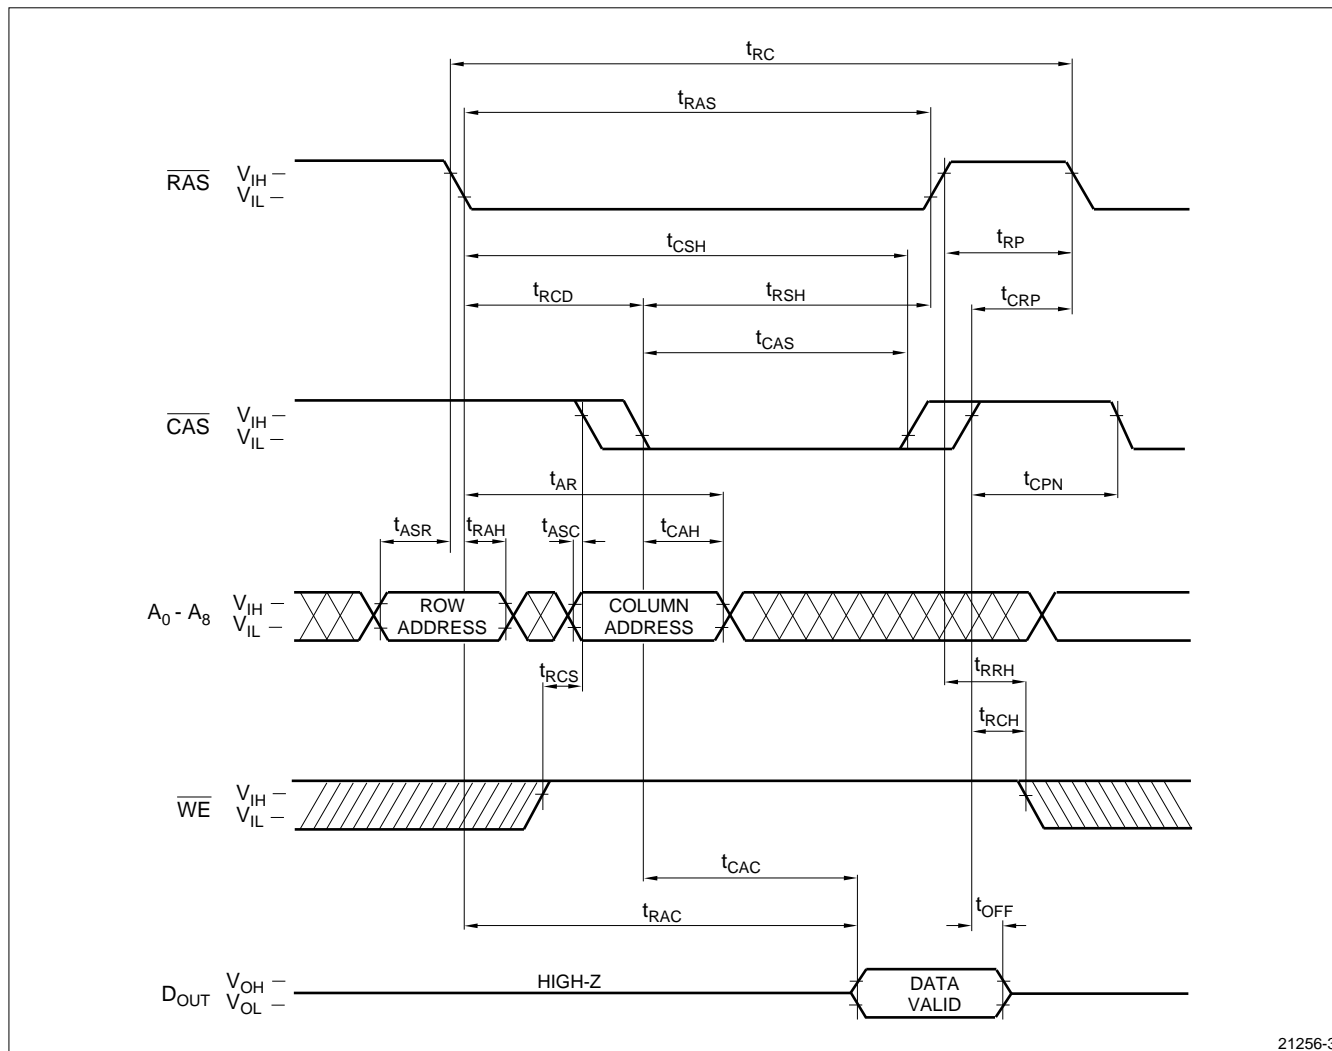 tRC
tRAS
RAS
VIH
VIL
tCSH
tRP
tRCD
tRSH
tCRP
tCAS
CAS
VIH
VIL
tAR
tCPN
tASR
tRAH
tASC
tCAH
A0 - A8
VIH
VIL
ROW
ADDRESS
COLUMN
ADDRESS
tRCS
tRRH
tRCH
WE
VIH
VIL
tCAC
tRAC
tOFF
DOUT
VOH
VOL
HIGH-Z
DATA
VALID
21256-3